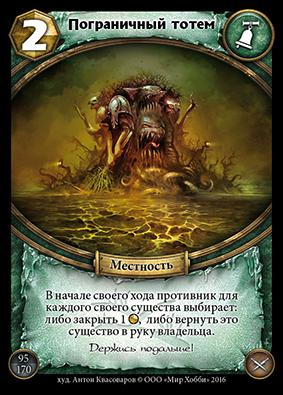 2
Пограничный тотем
Местность
В начале своего хода противник для
каждого своего существа выбирает:
либо закрыть 1 , либо вернуть это
существо в руку владельца.
Держись подальше!
95
170
худ. Антон Квасоваров © ООО «Мир Хобби» 2016